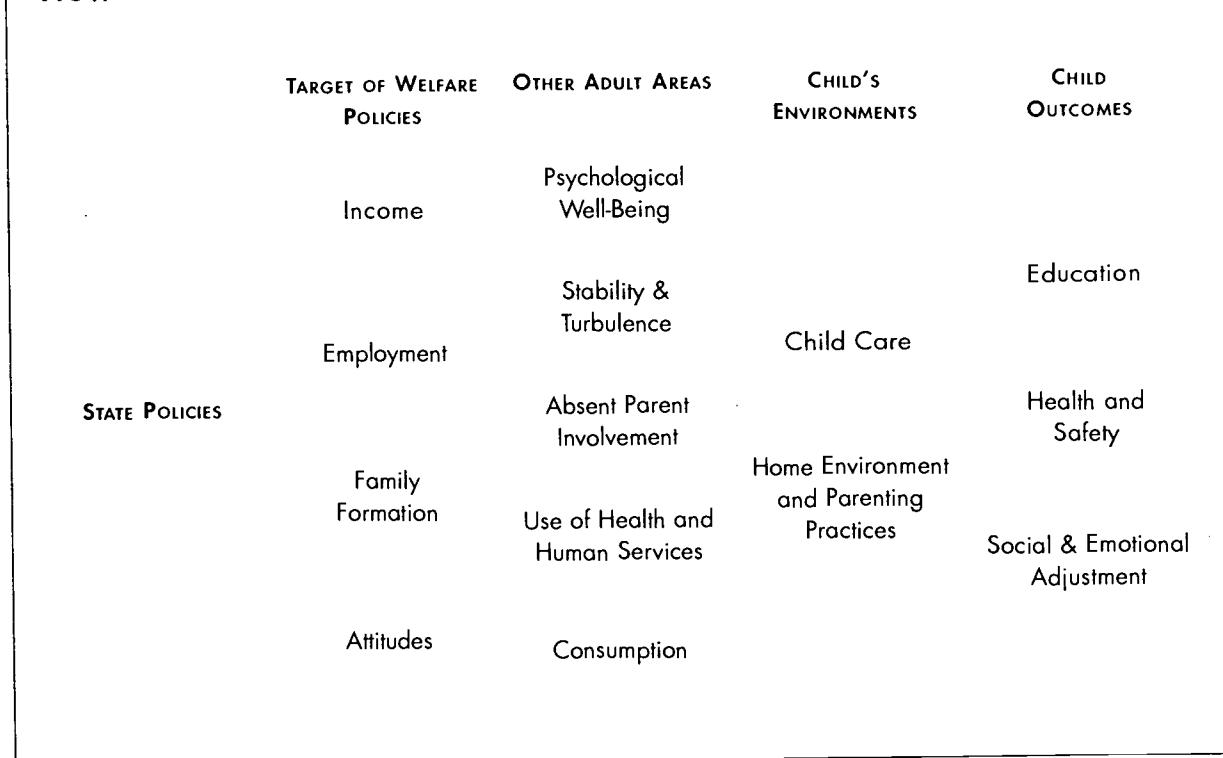 TARGET OF WELFARE
POLICIES
OTHER ADULT AREAS
CHILD'S
ENVIRONMENTS
CHILD
OUTCOMES
STATE POLICIES
Income
Employment
Family
Formation
Attitudes
Psychological
Well-Being
Stability &
Turbulence
Absent Parent
Involvement
Use of Health and
Human Services
Consumption
Child Care
Home Environment
and Parenting
Practices
Education
Health and
Safety
Social & Emotional
Adjustment